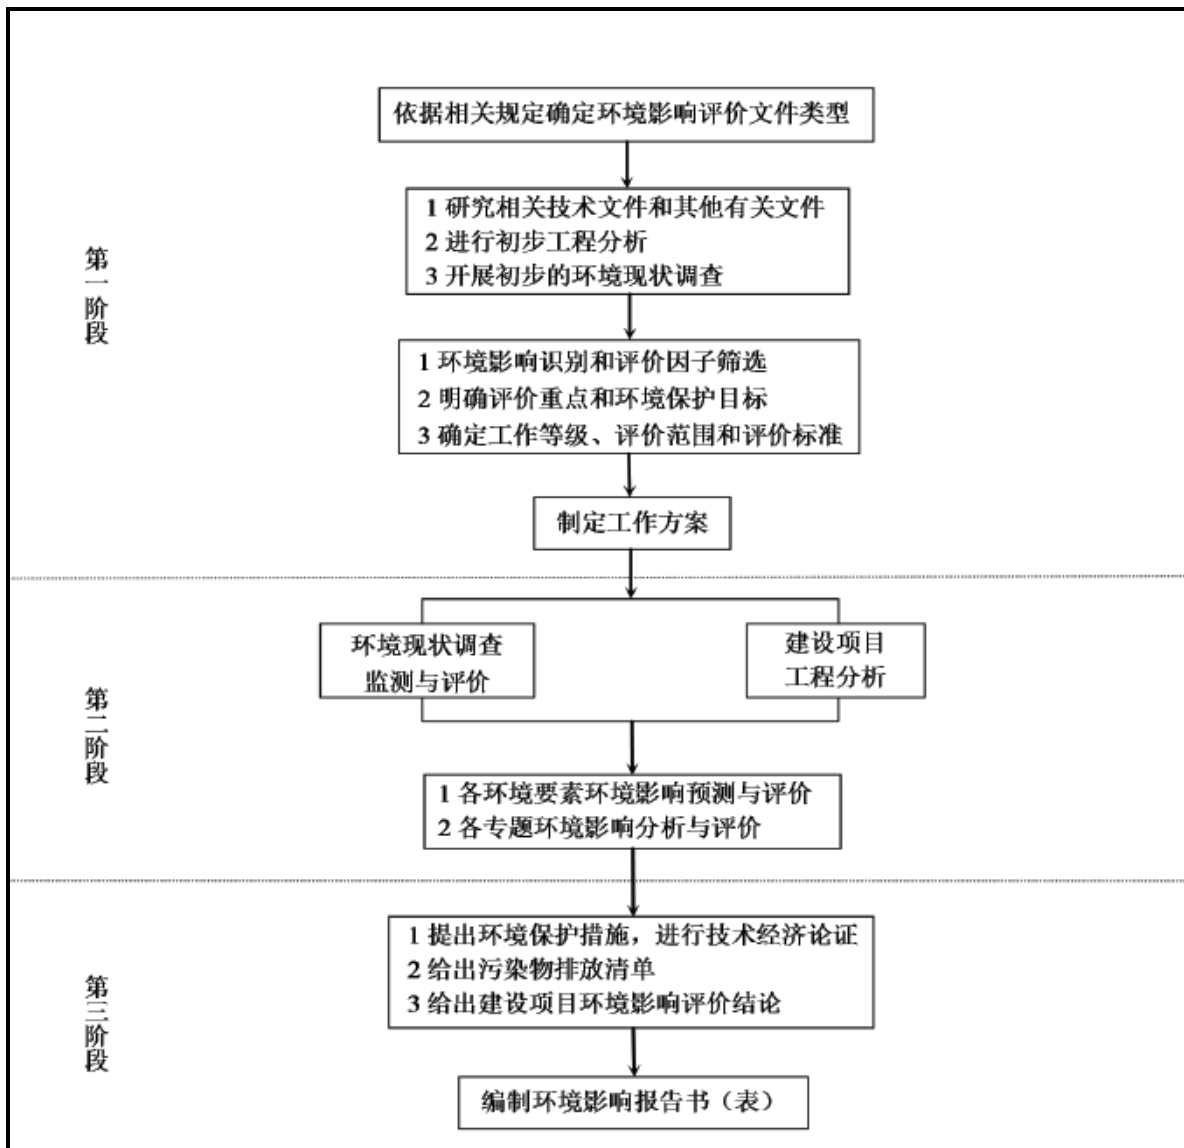 依据相关规定确定环境影响评价文件类型
1 研究相关技术文件和其他有关文件
2 进行初步工程分析
3 开展初步的环境现状调查
第一阶段
1 环境影响识别和评价因子筛选
2 明确评价重点和环境保护目标
3 确定工作等级、评价范围和评价标准
制定工作方案
环境现状调查
监测与评价
建设项目
工程分析
第二阶段
1 各环境要素环境影响预测与评价
2 各专题环境影响分析与评价
1 提出环境保护措施，进行技术经济论证
2 给出污染物排放清单
3 给出建设项目环境影响评价结论
第三阶段
编制环境影响报告书（表）